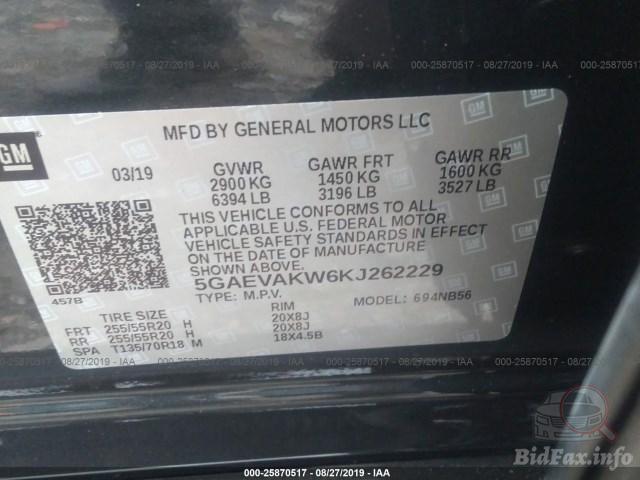 000-25870517 - 08/27/2019 - IAA
000-25870517 - 08/27/2019 - IAA
GM
MFD BY GENERAL MOTORS LLC
03/19
GVWR
2900 KG
6394 LB
GAWR FRT
1450 KG
3196 LB
GAWR RR
1600 KG
3527 LB
THIS VEHICLE CONFORMS TO ALL
APPLICABLE U.S. FEDERAL MOTOR
VEHICLE SAFETY STANDARDS IN EFFECT
ON THE DATE OF MANUFACTURE
SHOWN ABOVE.
5GAEVAKW6KJ262229
457B
TYPE: M.P.V.
MODEL: 694NB56
TIRE SIZE RIM
FRT 255/55R20 H 20X8J
RR 255/55R20 H 20X8J
SPA T135/70R18 M 18X4.5B
000-25870517 - 08/27/2019 - IAA
000-25870517 - 08/27/2019 - IAA
000-25870517 - 08/27/2019 - IAA
BidFax.info